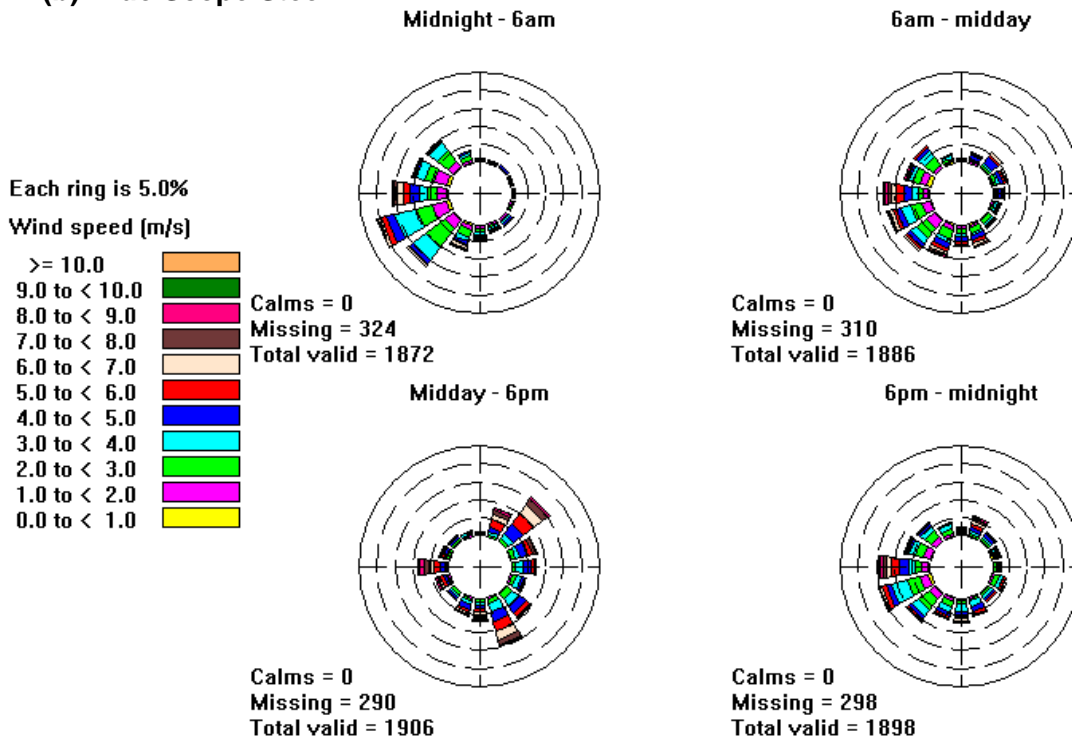 Midnight - 6am
6am - midday
Each ring is 5.0%
Wind speed (m/s)
>= 10.0
9.0 to < 10.0
8.0 to < 9.0
7.0 to < 8.0
6.0 to < 7.0
5.0 to < 6.0
4.0 to < 5.0
3.0 to < 4.0
2.0 to < 3.0
1.0 to < 2.0
0.0 to < 1.0
Calms = 0
Missing = 324
Total valid = 1872
Calms = 0
Missing = 310
Total valid = 1886
Midday - 6pm
6pm - midnight
Calms = 0
Missing = 290
Total valid = 1906
Calms = 0
Missing = 298
Total valid = 1898